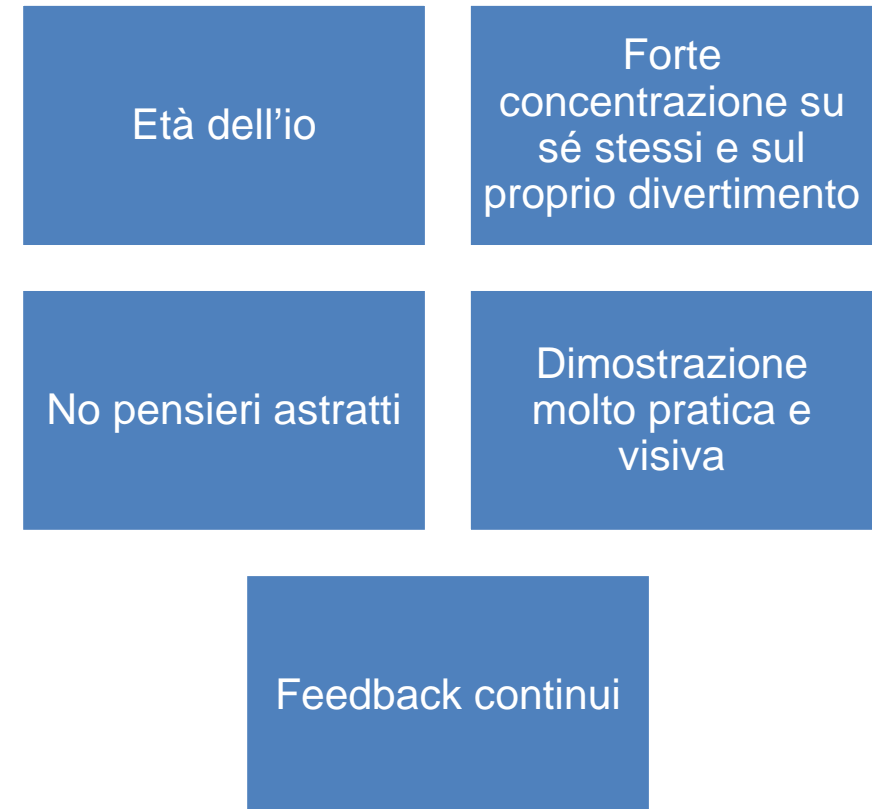 Età dell’io
Forte
concentrazione su
sé stessi e sul
proprio divertimento
No pensieri astratti
Dimostrazione
molto pratica e
visiva
Feedback continui